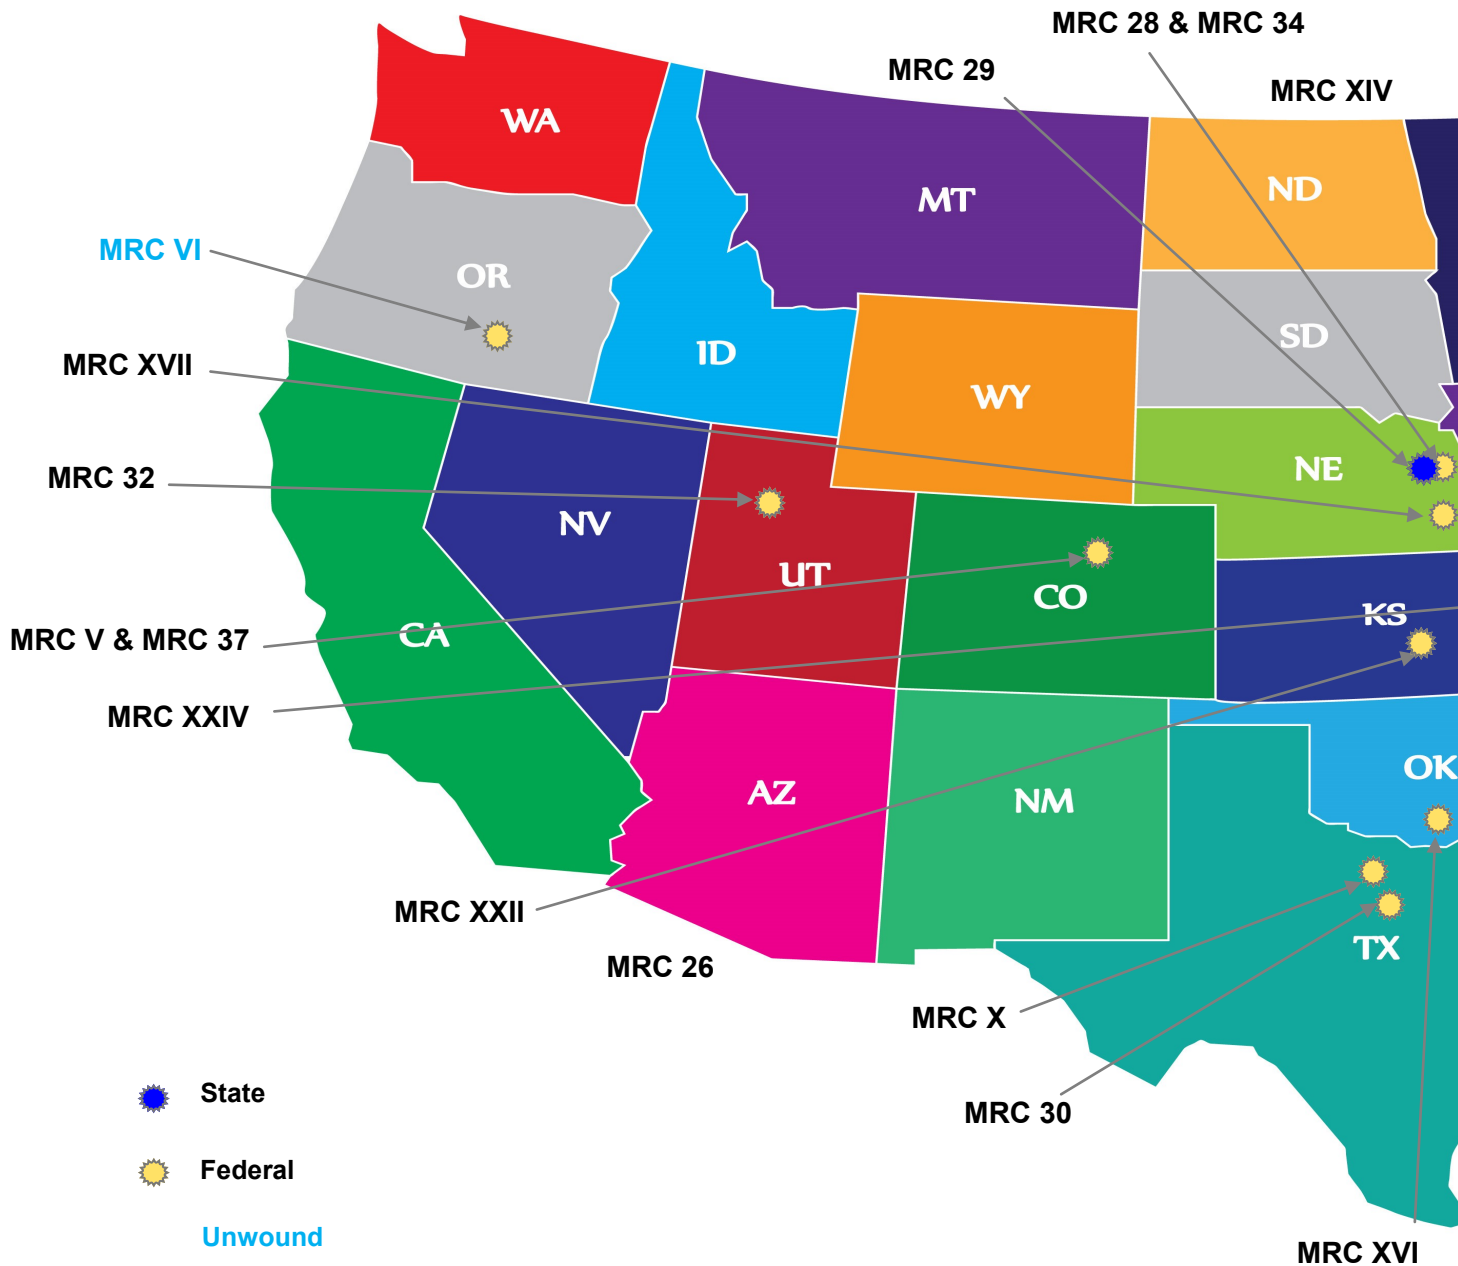 MRC 28 & MRC 34
MRC 29
MRC XIV
WA
MT
ND
MRC VI
OR
SD
ID
MRC XVII
WY
NE
MRC 32
NV
UT
CO
KS
MRC V & MRC 37
CA
MRC XXIV
OK
AZ
NM
MRC XXII
TX
MRC 26
MRC X
State
MRC 30
Federal
Unwound
MRC XVI